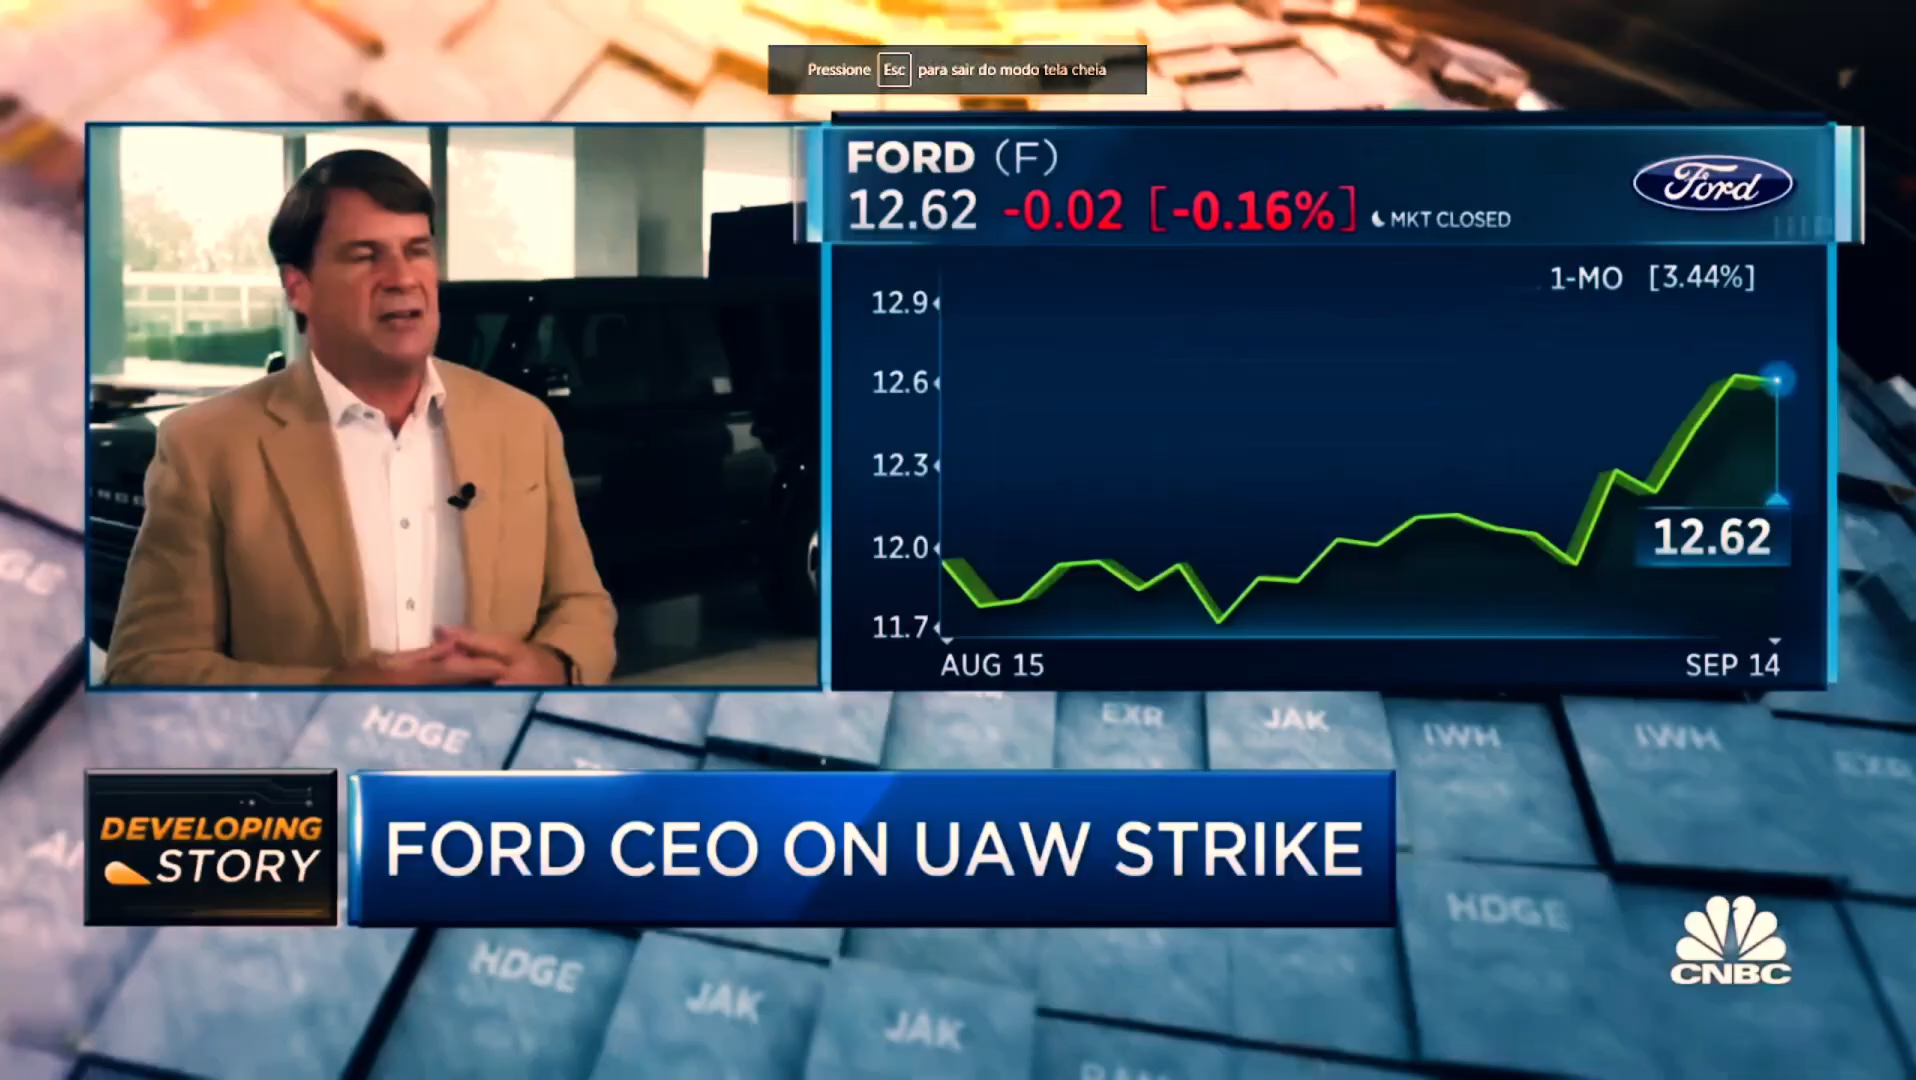 Pressione Esc para sair do modo tela cheia
FORD (F)
12.62 -0.02 [-0.16%] MKT CLOSED
Ford
1-MO [3.44%]
12.9
12.6
12.3
12.0
11.7
12.62
AUG 15
SEP 14
HDGE
EXR
JAK
IWH
IWH
EXR
DEVELOPING
STORY
FORD CEO ON UAW STRIKE
HDGE
CNBC
HDGE
JAK
JAK